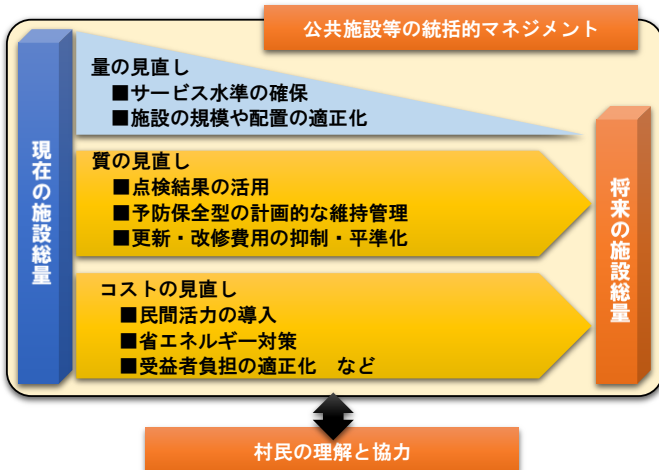 公共施設等の統括的マネジメント
現在の施設総量
量の見直し
■サービス水準の確保
■施設の規模や配置の適正化
質の見直し
■点検結果の活用
■予防保全型の計画的な維持管理
■更新・改修費用の抑制・平準化
コストの見直し
■民間活力の導入
■省エネルギー対策
■受益者負担の適正化　など
将来の施設総量
村民の理解と協力